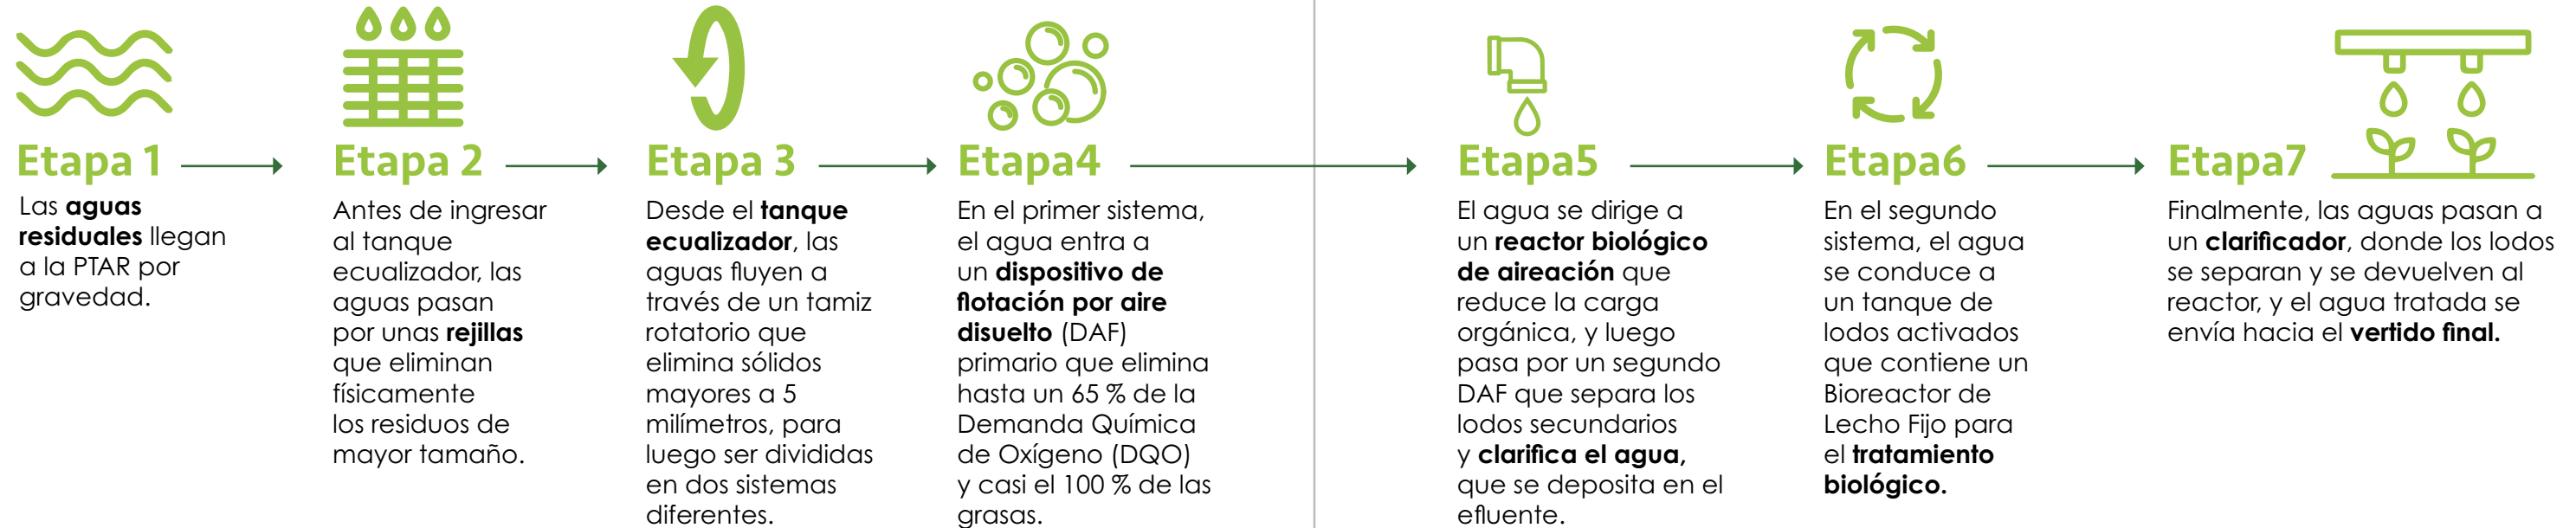 Etapa 1
Las aguas
residuales llegan
a la PTAR por
gravedad.
Etapa 2
Antes de ingresar
al tanque
ecualizador, las
aguas pasan
por unas rejillas
que eliminan
físicamente
los residuos de
mayor tamaño.
Etapa 3
Desde el tanque
ecualizador, las
aguas fluyen a
través de un tamiz
rotatorio que
elimina sólidos
mayores a 5
milímetros, para
luego ser divididas
en dos sistemas
diferentes.
Etapa4
En el primer sistema,
el agua entra a
un dispositivo de
flotación por aire
disuelto (DAF)
primario que elimina
hasta un 65 % de la
Demanda Química
de Oxígeno (DQO)
y casi el 100 % de las
grasas.
Etapa5
El agua se dirige a
un reactor biológico
de aireación que
reduce la carga
orgánica, y luego
pasa por un segundo
DAF que separa los
lodos secundarios
y clarifica el agua,
que se deposita en el
efluente.
Etapa6
En el segundo
sistema, el agua
se conduce a
un tanque de
lodos activados
que contiene un
Bioreactor de
Lecho Fijo para
el tratamiento
biológico.
Etapa7
Finalmente, las aguas pasan a
un clarificador, donde los lodos
se separan y se devuelven al
reactor, y el agua tratada se
envía hacia el vertido final.